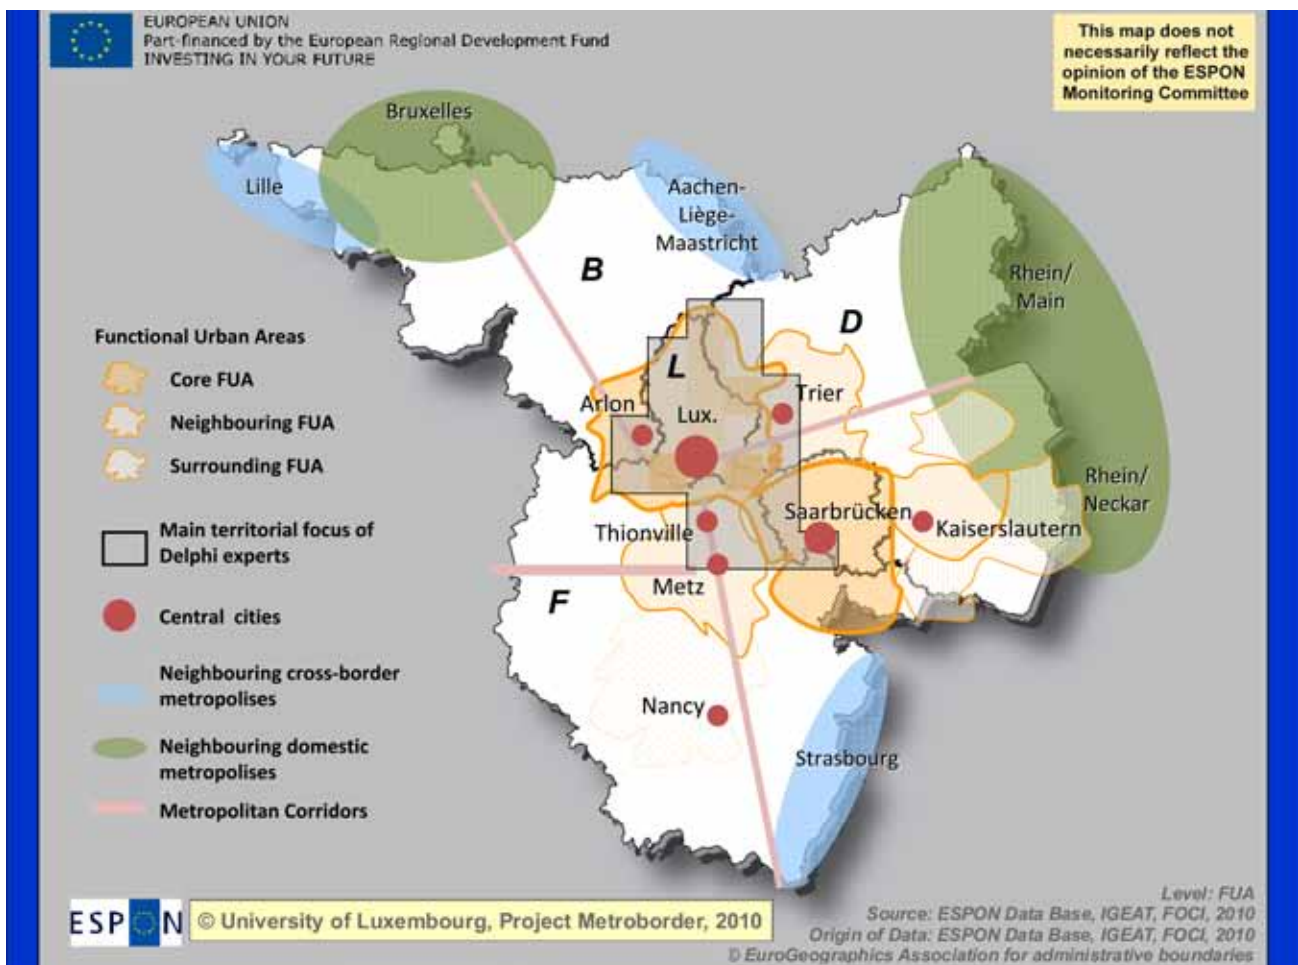 EUROPEAN UNION
Part-financed by the European Regional Development Fund
INVESTING IN YOUR FUTURE
This map does not
necessarily reflect the
opinion of the ESPON
Monitoring Committee
Bruxelles
Lille
Aachen-
Liège-
Maastricht
B
Rhein/
Main
D
L
Trier
Arlon
Lux.
Rhein/
Neckar
Saarbrücken
Thionville
Kaiserslautern
Metz
F
Nancy
Strasbourg
Functional Urban Areas
Core FUA
Neighbouring FUA
Surrounding FUA
Main territorial focus of
Delphi experts
Central cities
Neighbouring cross-border
metropolises
Neighbouring domestic
metropolises
Metropolitan Corridors
ESPON
© University of Luxembourg, Project Metroborder, 2010
Level: FUA
Source: ESPON Data Base, IGEAT, FOCI, 2010
Origin of Data: ESPON Data Base, IGEAT, FOCI, 2010
© EuroGeographics Association for administrative boundaries